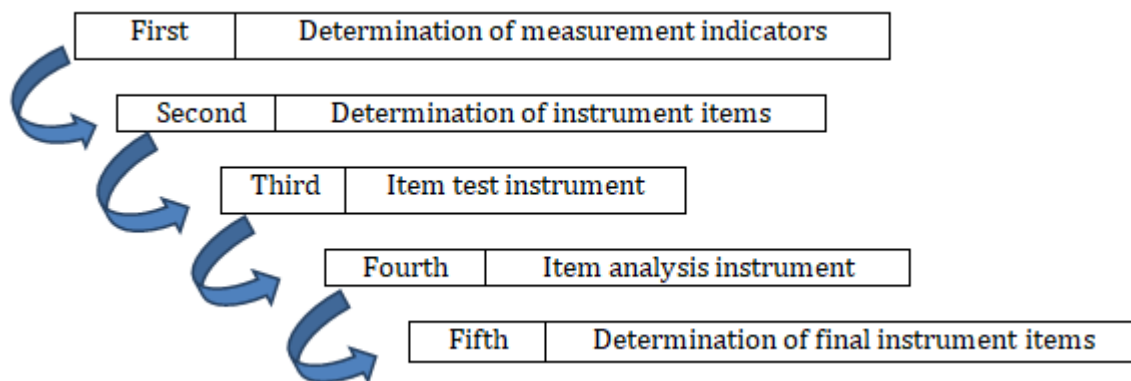 First Determination of measurement indicators
Second Determination of instrument items
Third Item test instrument
Fourth Item analysis instrument
Fifth Determination of final instrument items